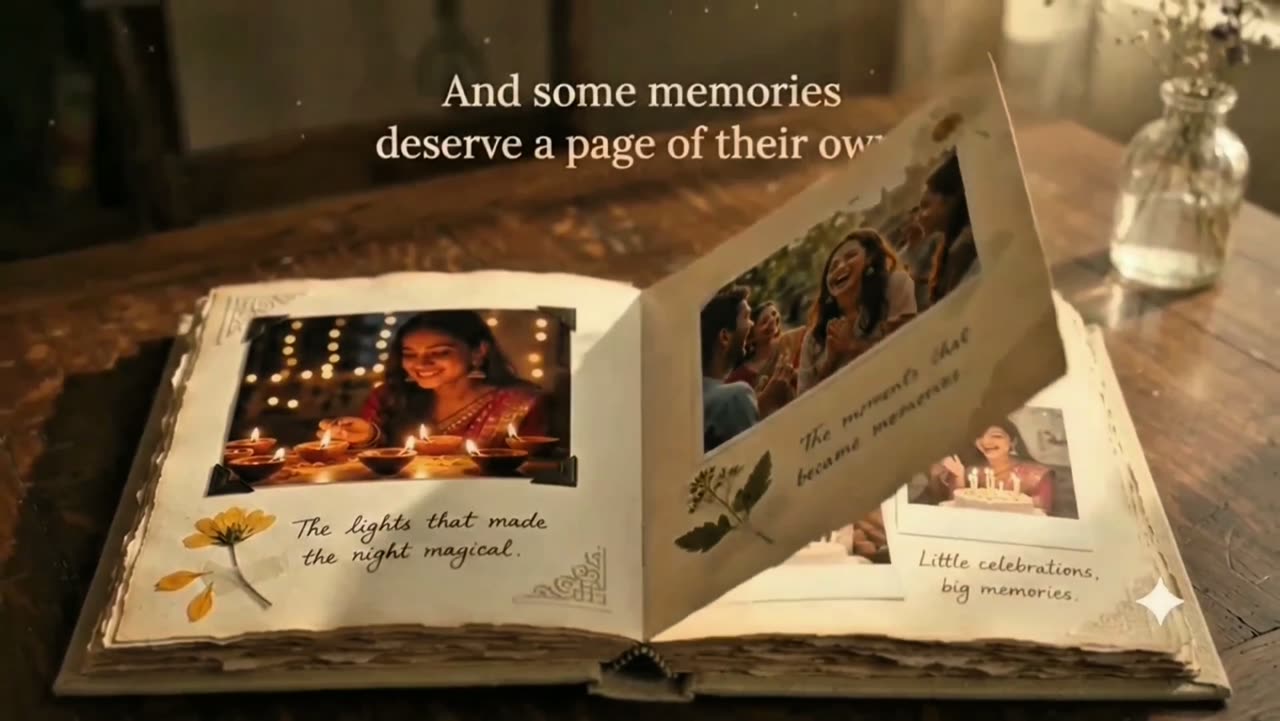 And some memories
deserve a page of their ow
The lights that made
the night magical.
The moments that
became memories
Little celebrations,
big memories.